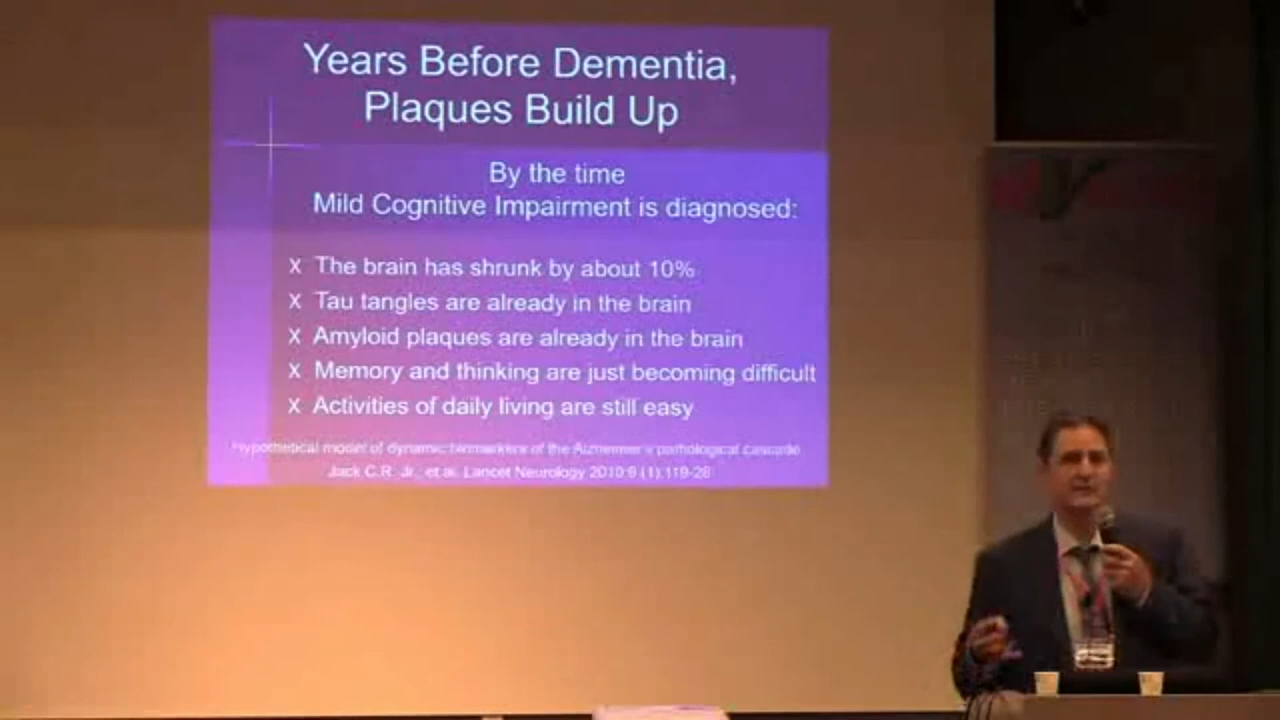 Years Before Dementia,
Plaques Build Up
By the time
Mild Cognitive Impairment is diagnosed:
X The brain has shrunk by about 10%
X Tau tangles are already in the brain
X Amyloid plaques are already in the brain
X Memory and thinking are just becoming difficult
X Activities of daily living are still easy
Hypothetical model of dynamic biomarkers of the Alzheimer's pathological cascade
Jack C.R. Jr., et al. Lancet Neurology 2010:9 (1):119-28